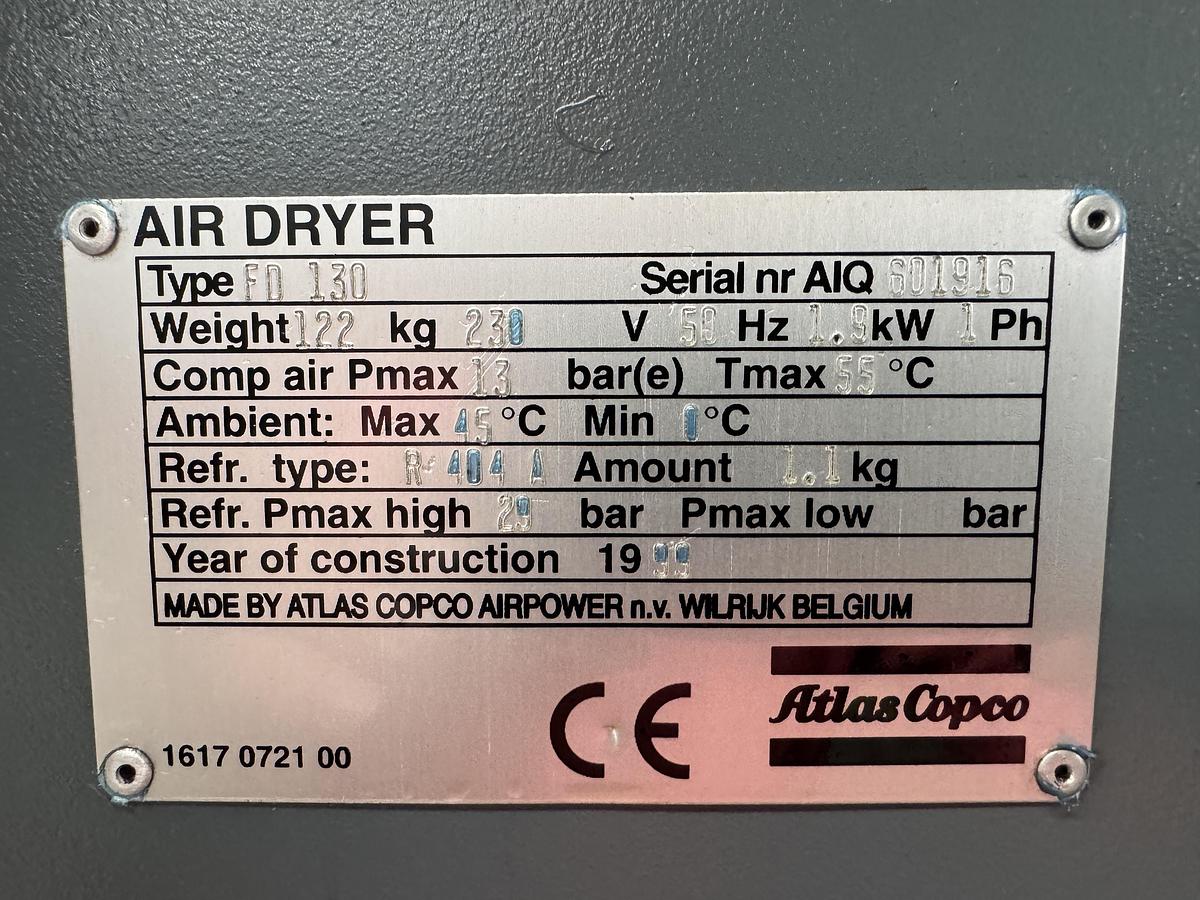 AIR DRYER
Type FD 130 Serial nr AIQ 601916
Weight 122 kg 230 V 50 Hz 1.9 kW 1 Ph
Comp air Pmax 13 bar(e) Tmax 55 °C
Ambient: Max 45 °C Min 0 °C
Refr. type: R 404 A Amount 1.1 kg
Refr. Pmax high 29 bar Pmax low bar
Year of construction 19 99
MADE BY ATLAS COPCO AIRPOWER n.v. WILRIJK BELGIUM
CE
Atlas Copco
1617 0721 00